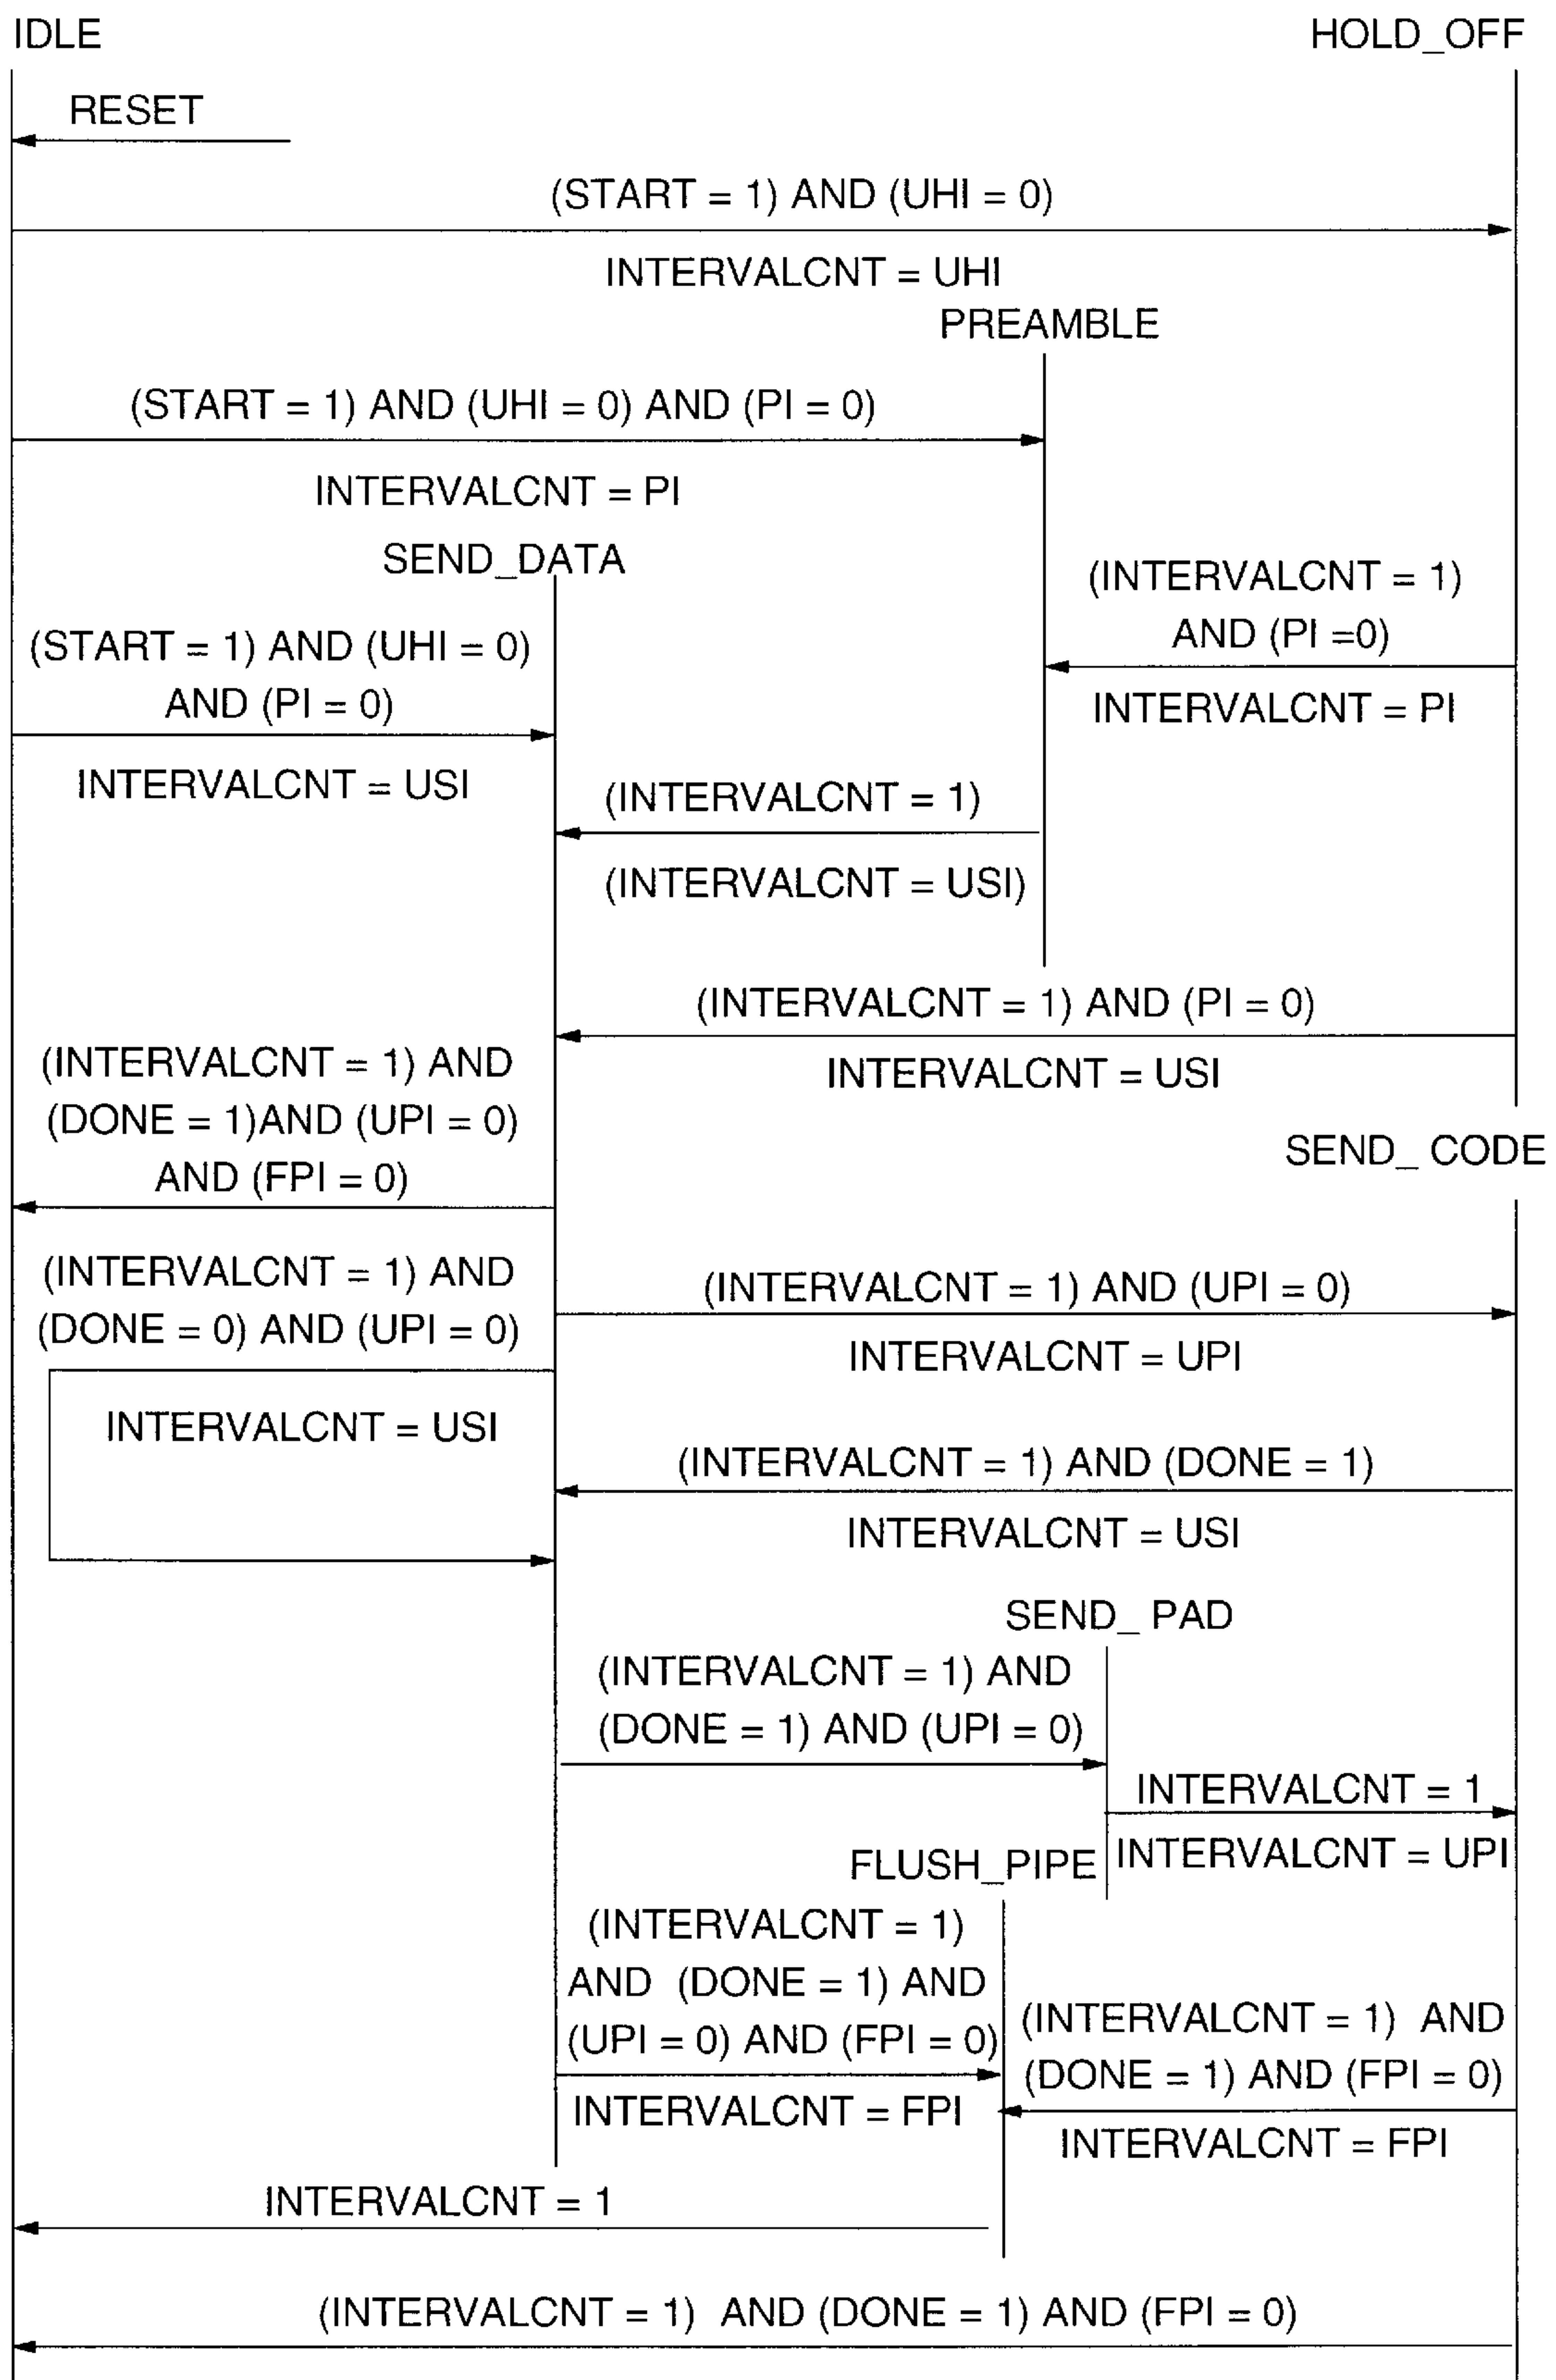 IDLE
HOLD_OFF
RESET
(START = 1) AND (UHI = 0)
INTERVALCNT = UHI
PREAMBLE
(START = 1) AND (UHI = 0) AND (PI = 0)
INTERVALCNT = PI
SEND_DATA
(INTERVALCNT = 1)
AND (PI =0)
INTERVALCNT = PI
(START = 1) AND (UHI = 0)
AND (PI = 0)
INTERVALCNT = USI
(INTERVALCNT = 1)
(INTERVALCNT = USI)
(INTERVALCNT = 1) AND (PI = 0)
INTERVALCNT = USI
(INTERVALCNT = 1) AND
(DONE = 1)AND (UPI = 0)
AND (FPI = 0)
SEND_ CODE
(INTERVALCNT = 1) AND
(DONE = 0) AND (UPI = 0)
INTERVALCNT = USI
(INTERVALCNT = 1) AND (UPI = 0)
INTERVALCNT = UPI
(INTERVALCNT = 1) AND (DONE = 1)
INTERVALCNT = USI
SEND_ PAD
(INTERVALCNT = 1) AND
(DONE = 1) AND (UPI = 0)
INTERVALCNT = 1
INTERVALCNT = UPI
FLUSH_PIPE
(INTERVALCNT = 1)
AND (DONE = 1) AND
(UPI = 0) AND (FPI = 0)
INTERVALCNT = FPI
(INTERVALCNT = 1) AND
(DONE = 1) AND (FPI = 0)
INTERVALCNT = FPI
INTERVALCNT = 1
(INTERVALCNT = 1) AND (DONE = 1) AND (FPI = 0)